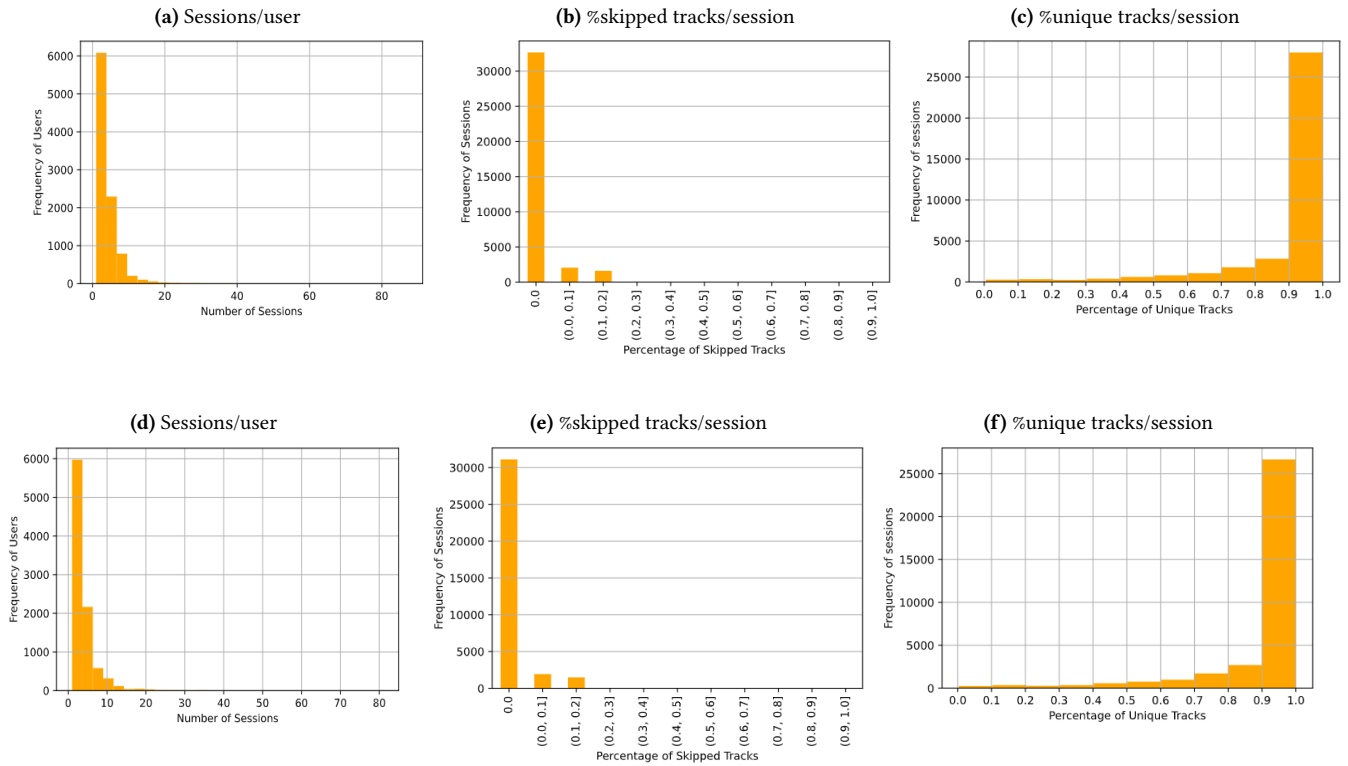 (a) Sessions/user
6000
5000
4000
3000
2000
1000
0
Frequency of Users
0 20 40 60 80
Number of Sessions
(b) %skipped tracks/session
30000
25000
20000
15000
10000
5000
0
Frequency of Sessions
0.0
(0.0, 0.1]
(0.1, 0.2]
(0.2, 0.3]
(0.3, 0.4]
(0.4, 0.5]
(0.5, 0.6]
(0.6, 0.7]
(0.7, 0.8]
(0.8, 0.9]
(0.9, 1.0]
Percentage of Skipped Tracks
(c) %unique tracks/session
25000
20000
15000
10000
5000
0
Frequency of sessions
0.0 0.1 0.2 0.3 0.4 0.5 0.6 0.7 0.8 0.9 1.0
Percentage of Unique Tracks
(d) Sessions/user
6000
5000
4000
3000
2000
1000
0
Frequency of Users
0 10 20 30 40 50 60 70 80
Number of Sessions
(e) %skipped tracks/session
30000
25000
20000
15000
10000
5000
0
Frequency of Sessions
0.0
(0.0, 0.1]
(0.1, 0.2]
(0.2, 0.3]
(0.3, 0.4]
(0.4, 0.5]
(0.5, 0.6]
(0.6, 0.7]
(0.7, 0.8]
(0.8, 0.9]
(0.9, 1.0]
Percentage of Skipped Tracks
(f) %unique tracks/session
25000
20000
15000
10000
5000
0
Frequency of sessions
0.0 0.1 0.2 0.3 0.4 0.5 0.6 0.7 0.8 0.9 1.0
Percentage of Unique Tracks